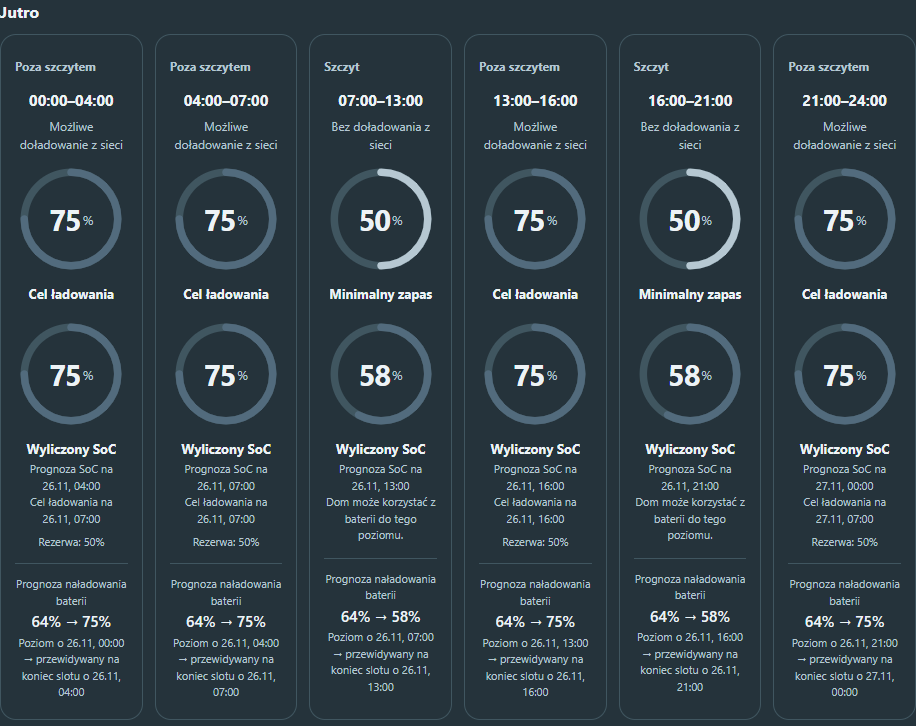 Jutro
Poza szczytem
00:00–04:00
Możliwe
doładowanie z sieci
75%
Cel ładowania
75%
Wyliczony SoC
Prognoza SoC na
26.11, 04:00
Cel ładowania na
26.11, 07:00
Rezerwa: 50%
Prognoza naładowania
baterii
64% → 75%
Poziom o 26.11, 00:00
→ przewidywany na
koniec slotu o 26.11,
04:00
Poza szczytem
04:00–07:00
Możliwe
doładowanie z sieci
75%
Cel ładowania
75%
Wyliczony SoC
Prognoza SoC na
26.11, 07:00
Cel ładowania na
26.11, 07:00
Rezerwa: 50%
Prognoza naładowania
baterii
64% → 75%
Poziom o 26.11, 04:00
→ przewidywany na
koniec slotu o 26.11,
07:00
Szczyt
07:00–13:00
Bez doładowania z
sieci
50%
Minimalny zapas
58%
Wyliczony SoC
Prognoza SoC na
26.11, 13:00
Dom może korzystać z
baterii do tego
poziomu.
Prognoza naładowania
baterii
64% → 58%
Poziom o 26.11, 07:00
→ przewidywany na
koniec slotu o 26.11,
13:00
Poza szczytem
13:00–16:00
Możliwe
doładowanie z sieci
75%
Cel ładowania
75%
Wyliczony SoC
Prognoza SoC na
26.11, 16:00
Cel ładowania na
26.11, 16:00
Rezerwa: 50%
Prognoza naładowania
baterii
64% → 75%
Poziom o 26.11, 13:00
→ przewidywany na
koniec slotu o 26.11,
16:00
Szczyt
16:00–21:00
Bez doładowania z
sieci
50%
Minimalny zapas
58%
Wyliczony SoC
Prognoza SoC na
26.11, 21:00
Dom może korzystać z
baterii do tego
poziomu.
Prognoza naładowania
baterii
64% → 58%
Poziom o 26.11, 16:00
→ przewidywany na
koniec slotu o 26.11,
21:00
Poza szczytem
21:00–24:00
Możliwe
doładowanie z sieci
75%
Cel ładowania
75%
Wyliczony SoC
Prognoza SoC na
27.11, 00:00
Cel ładowania na
27.11, 07:00
Rezerwa: 50%
Prognoza naładowania
baterii
64% → 75%
Poziom o 26.11, 21:00
→ przewidywany na
koniec slotu o 27.11,
00:00